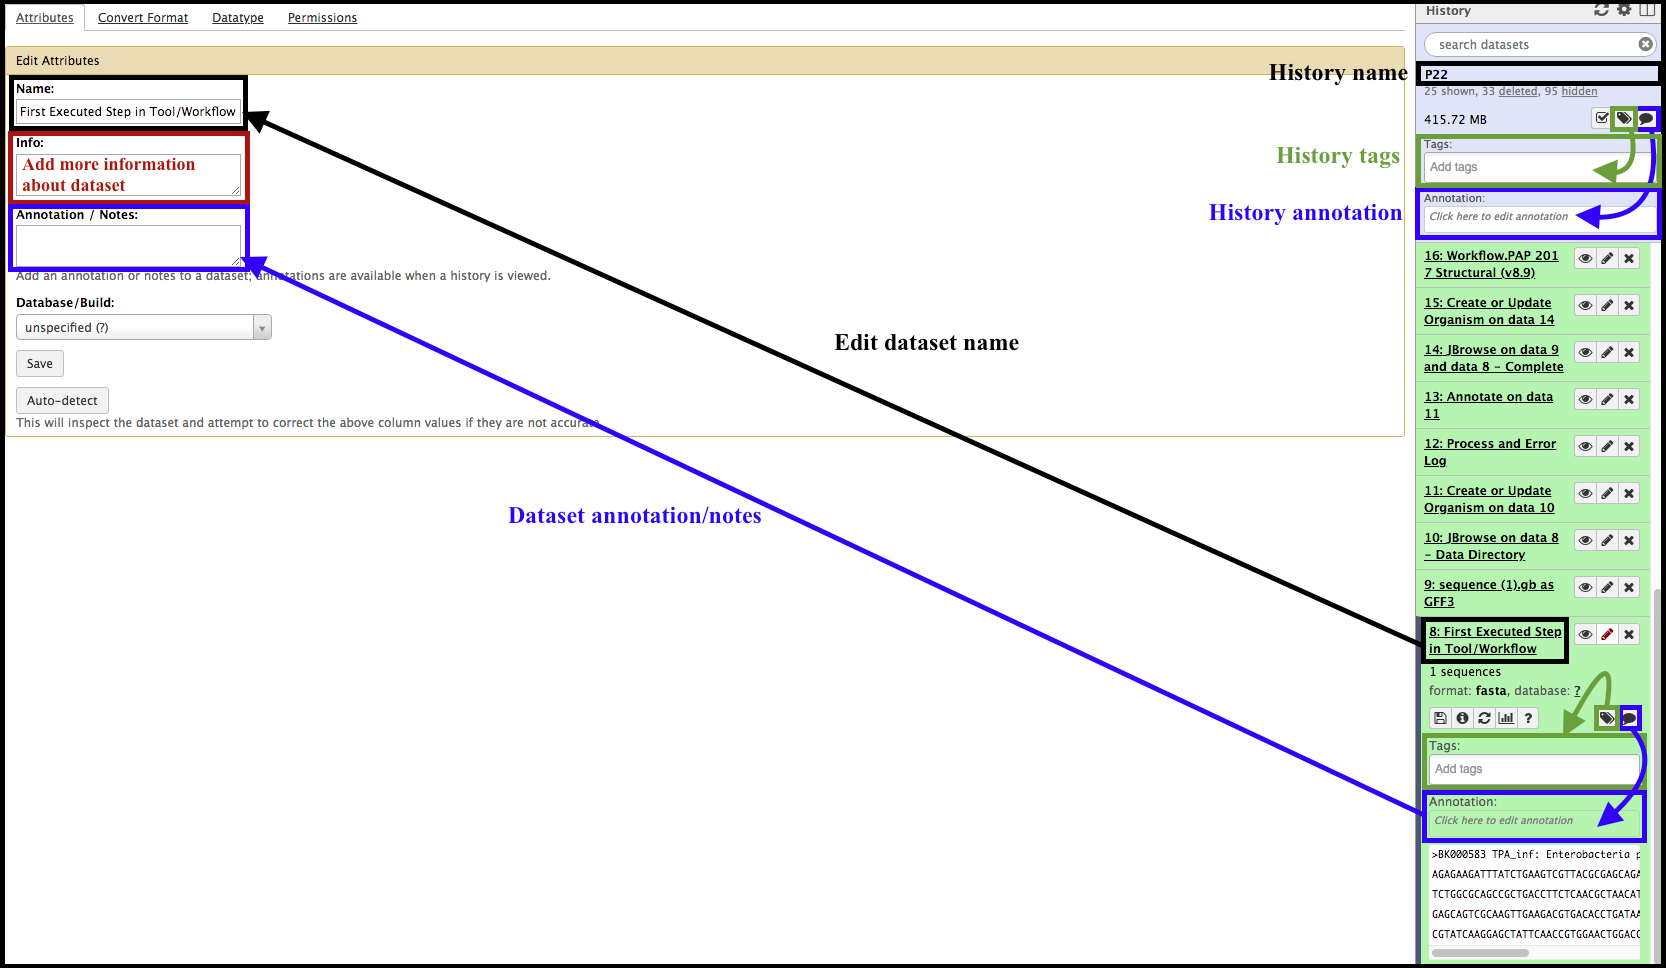 Attributes
Convert Format
Datatype
Permissions
Edit Attributes
Name:
First Executed Step in Tool/Workflow
Info:
Add more information
about dataset
Annotation / Notes:
Add an annotation or notes to a dataset; annotations are available when a history is viewed.
Database/Build:
unspecified (?)
Save
Auto-detect
This will inspect the dataset and attempt to correct the above column values if they are not accurate.
Edit dataset name
Dataset annotation/notes
History name
History tags
History annotation
History
search datasets
P22
25 shown, 33 deleted, 95 hidden
415.72 MB
Tags:
Add tags
Annotation:
Click here to edit annotation
16: Workflow.PAP 201
7 Structural (v8.9)
15: Create or Update
Organism on data 14
14: JBrowse on data 9
and data 8 - Complete
13: Annotate on data
11
12: Process and Error
Log
11: Create or Update
Organism on data 10
10: JBrowse on data 8
- Data Directory
9: sequence (1).gb as
GFF3
8: First Executed Step
in Tool/Workflow
1 sequences
format: fasta, database: ?
?
Tags:
Add tags
Annotation:
Click here to edit annotation
>BK000583 TPA_inf: Enterobacteria p
AGAGAAGATTTATCTGAAGTCGTTACGCGAGCAGA
TCTGGCGCAGCCGCTGACCTTCTCAACGCTAACAT
GAGCAGTCGCAAGTTGAAGACGTGACACCTGATAA
CGTATCAAGGAGCTATTCAACCGTGGAACTGGACG